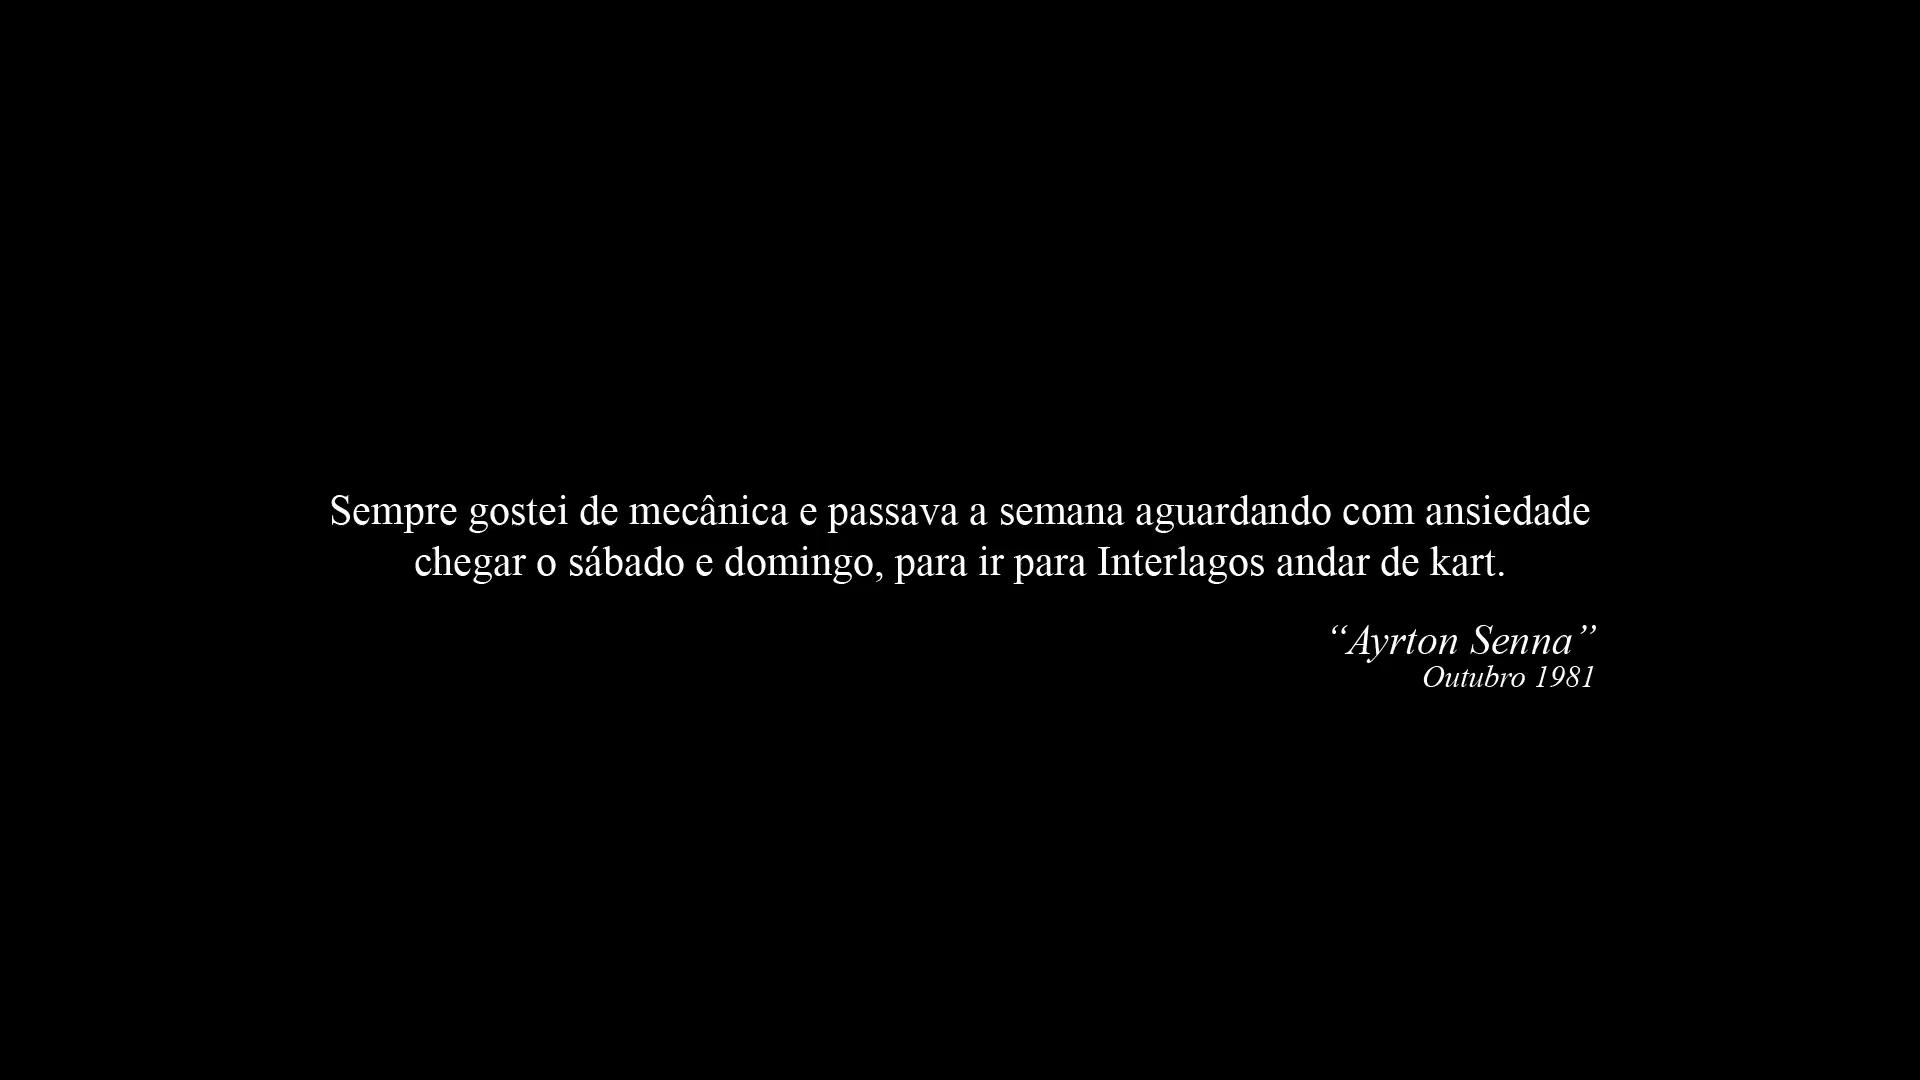 Sempre gostei de mecânica e passava a semana aguardando com ansiedade
chegar o sábado e domingo, para ir para Interlagos andar de kart.
“Ayrton Senna”
Outubro 1981